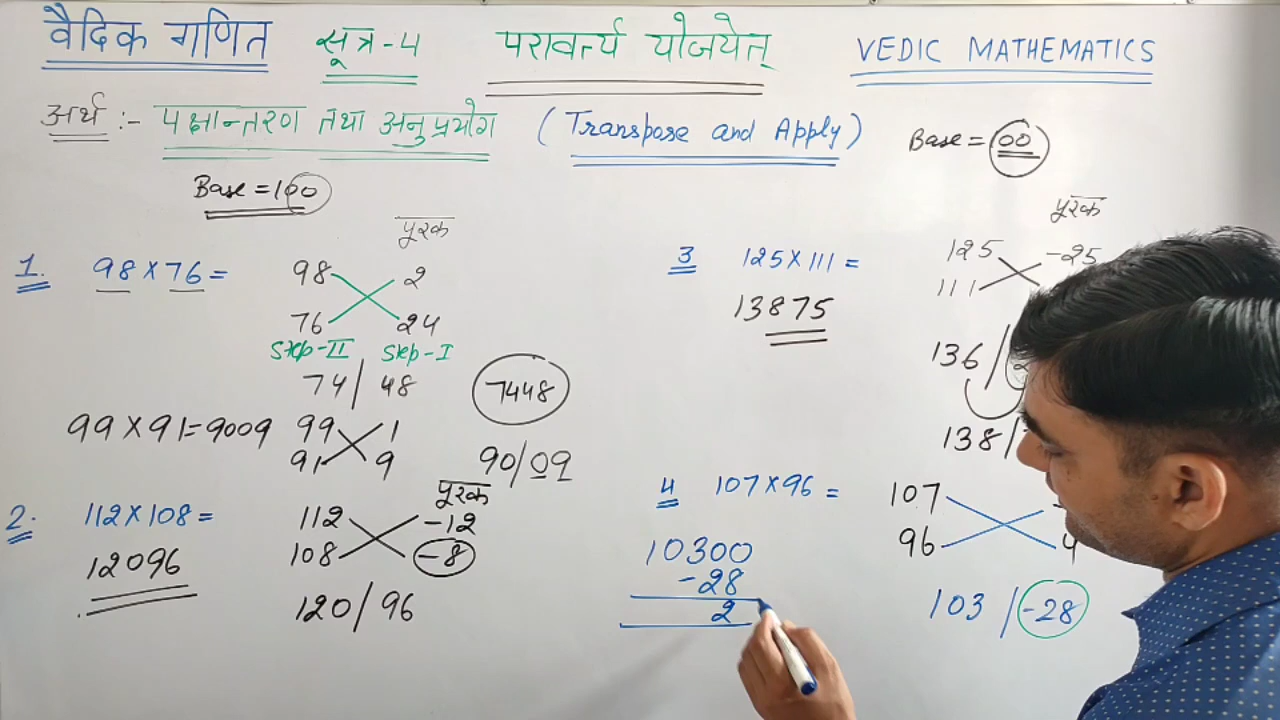 वैदिक गणित सूत्र-4 परावर्त्य योजयेत् VEDIC MATHEMATICS
अर्थ :- पक्षान्तरण तथा अनुप्रयोग (Transpose and Apply)
Base = 100
पूरक
1. 98 × 76 =
98 2
76 24
Step-II Step-I
74 / 48
7448
99 × 91 = 9009
99 1
91 9
90/09
2. 112 × 108 =
12096
पूरक
112 -12
108 -8
120 / 96
Base = 00
पूरक
3 125 × 111 =
13875
125 -25
111
136 /
138 /
4 107 × 96 =
10300
-28
2
107
96 4
103 / -28